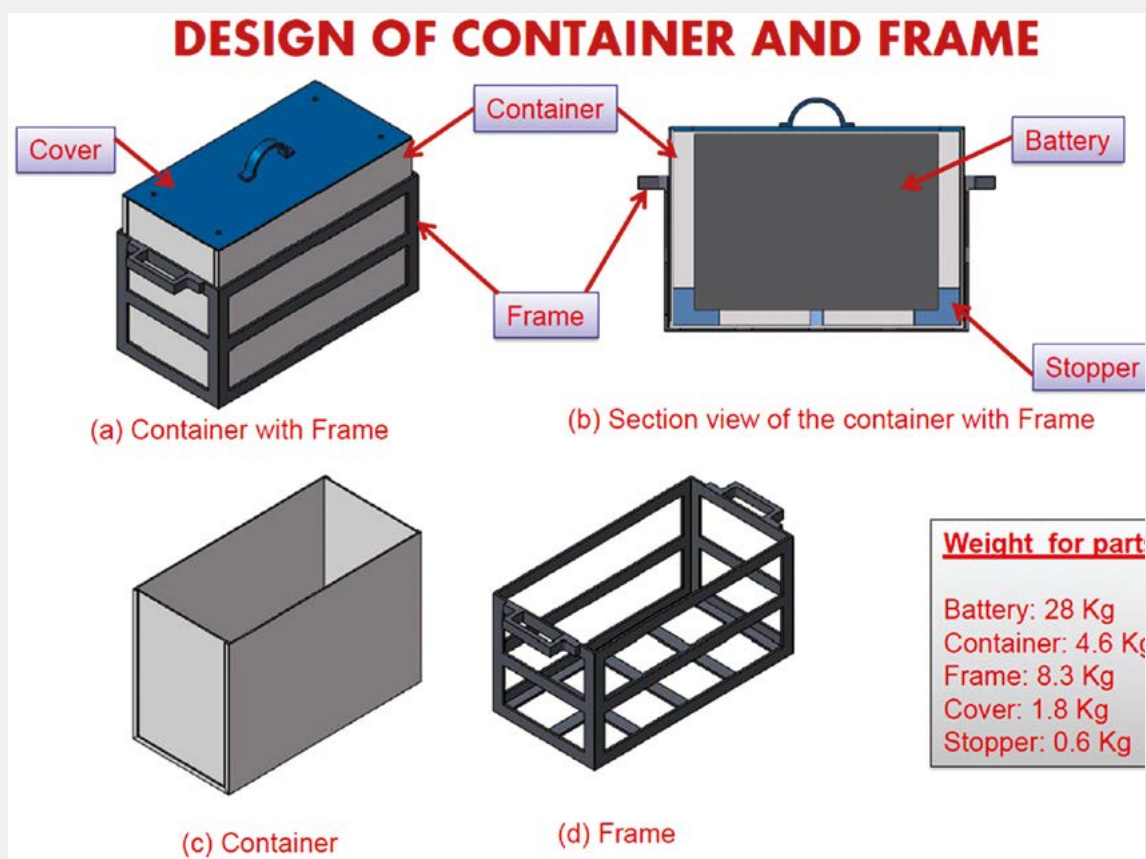 DESIGN OF CONTAINER AND FRAME
Cover
Container
Battery
Frame
Stopper
(a) Container with Frame
(b) Section view of the container with Frame
Weight for part
Battery: 28 Kg
Container: 4.6 Kg
Frame: 8.3 Kg
Cover: 1.8 Kg
Stopper: 0.6 Kg
(c) Container
(d) Frame